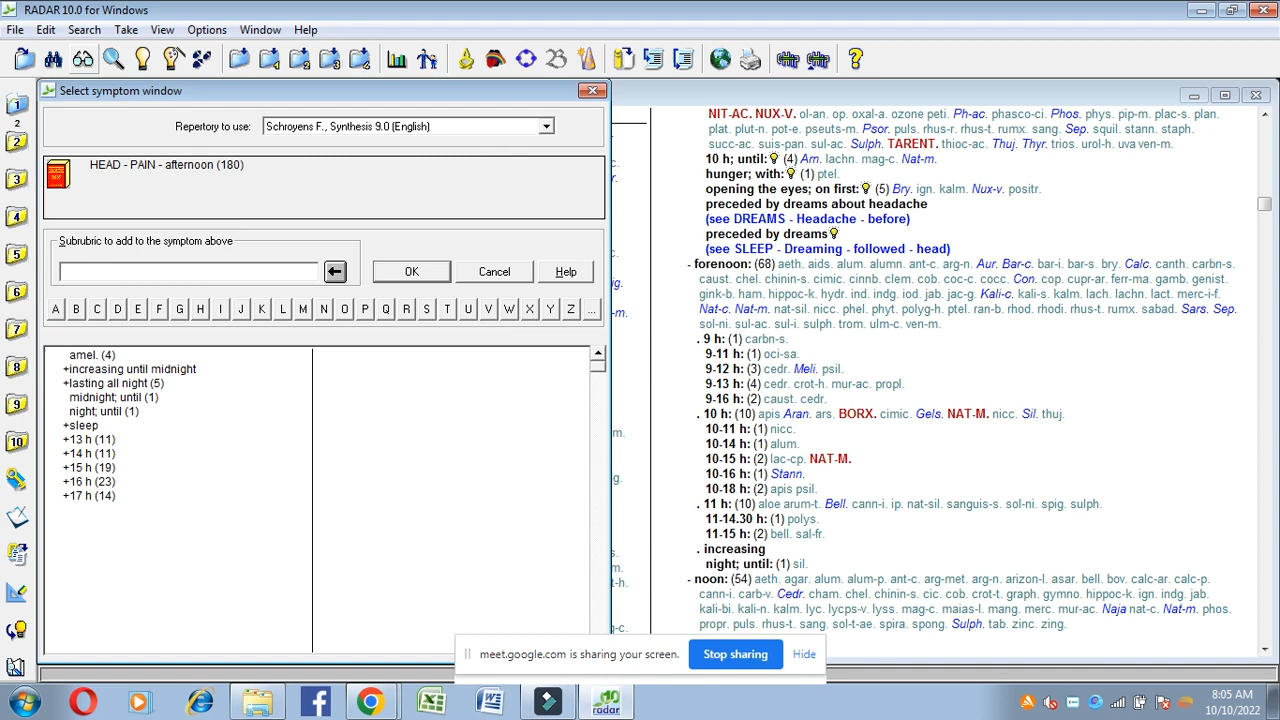 RADAR 10.0 for Windows
File Edit Search Take View Options Window Help
Select symptom window
Repertory to use: Schroyens F., Synthesis 9.0 (English)
HEAD - PAIN - afternoon (180)
Subrubric to add to the symptom above
OK Cancel Help
A B C D E F G H I J K L M N O P Q R S T U V W X Y Z ...
amel. (4)
+increasing until midnight
+lasting all night (5)
midnight; until (1)
night; until (1)
+sleep
+13 h (11)
+14 h (11)
+15 h (19)
+16 h (23)
+17 h (14)
1
2
2
3
4
5
6
7
8
9
10
NIT-AC. NUX-V. ol-an. op. oxal-a. ozone peti. Ph-ac. phasco-ci. Phos. phys. pip-m. plac-s. plan.
plat. plut-n. pot-e. pseuts-m. Psor. puls. rhus-r. rhus-t. rumx. sang. Sep. squil. stann. staph.
succ-ac. suis-pan. sul-ac. Sulph. TARENT. thioc-ac. Thuj. Thyr. trios. urol-h. uva ven-m.
10 h; until: (4) Arn. lachn. mag-c. Nat-m.
hunger; with: (1) ptel.
opening the eyes; on first: (5) Bry. ign. kalm. Nux-v. positr.
preceded by dreams about headache
(see DREAMS - Headache - before)
preceded by dreams
(see SLEEP - Dreaming - followed - head)
- forenoon: (68) aeth. aids. alum. alumn. ant-c. arg-n. Aur. Bar-c. bar-i. bar-s. bry. Calc. canth. carbn-s.
caust. chel. chinin-s. cimic. cinnb. clem. cob. coc-c. cocc. Con. cop. cupr-ar. ferr-ma. gamb. genist.
gink-b. ham. hippoc-k. hydr. ind. indg. iod. jab. jac-g. Kali-c. kali-s. kalm. lach. lachn. lact. merc-i-f.
Nat-c. Nat-m. nat-sil. nicc. phel. phyt. polyg-h. ptel. ran-b. rhod. rhodi. rhus-t. rumx. sabad. Sars. Sep.
sol-ni. sul-ac. sul-i. sulph. trom. ulm-c. ven-m.
. 9 h: (1) carbn-s.
9-11 h: (1) oci-sa.
9-12 h: (3) cedr. Meli. psil.
9-13 h: (4) cedr. crot-h. mur-ac. propl.
9-16 h: (2) caust. cedr.
. 10 h: (10) apis Aran. ars. BORX. cimic. Gels. NAT-M. nicc. Sil. thuj.
10-11 h: (1) nicc.
10-14 h: (1) alum.
10-15 h: (2) lac-cp. NAT-M.
10-16 h: (1) Stann.
10-18 h: (2) apis psil.
. 11 h: (10) aloe arum-t. Bell. cann-i. ip. nat-sil. sanguis-s. sol-ni. spig. sulph.
11-14.30 h: (1) polys.
11-15 h: (2) bell. sal-fr.
. increasing
night; until: (1) sil.
- noon: (54) aeth. agar. alum. alum-p. ant-c. arg-met. arg-n. arizon-l. asar. bell. bov. calc-ar. calc-p.
cann-i. carb-v. Cedr. cham. chel. chinin-s. cic. cob. crot-t. graph. gymno. hippoc-k. ign. indg. jab.
kali-bi. kali-n. kalm. lyc. lycps-v. lyss. mag-c. maias-l. mang. merc. mur-ac. Naja nat-c. Nat-m. phos.
propr. puls. rhus-t. sang. sol-t-ae. spira. spong. Sulph. tab. zinc. zing.
meet.google.com is sharing your screen. Stop sharing Hide
10
radar
8:05 AM
10/10/2022